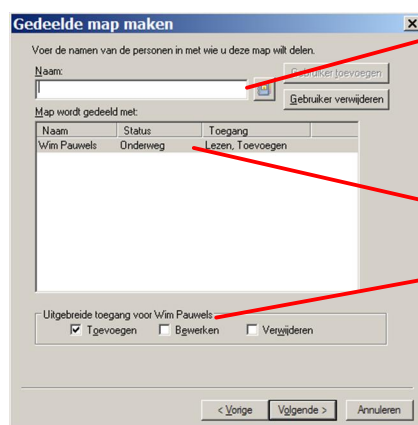 Gedeelde map maken
Voer de namen van de personen in met wie u deze map wilt delen.
Naam:
Gebruiker toevoegen
Gebruiker verwijderen
Map wordt gedeeld met:
Naam Status Toegang
Wim Pauwels Onderweg Lezen, Toevoegen
Uitgebreide toegang voor Wim Pauwels
Toevoegen Bewerken Verwijderen
< Vorige Volgende > Annuleren